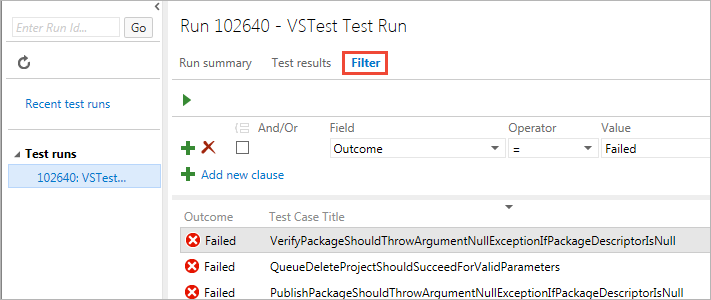 Enter Run Id...
Go
Run 102640 - VSTest Test Run
Run summary
Test results
Filter
Recent test runs
Test runs
102640: VSTest...
And/Or
Field
Operator
Value
Outcome
=
Failed
Add new clause
Outcome
Test Case Title
Failed
VerifyPackageShouldThrowArgumentNullExceptionIfPackageDescriptorIsNull
Failed
QueueDeleteProjectShouldSucceedForValidParameters
Failed
PublishPackageShouldThrowArgumentNullExceptionIfPackageDescriptorIsNull